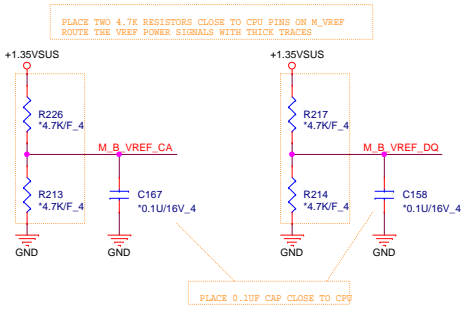 PLACE TWO 4.7K RESISTORS CLOSE TO CPU PINS ON M_VREF
ROUTE THE VREF POWER SIGNALS WITH THICK TRACES
+1.35VSUS
+1.35VSUS
R226
*4.7K/F_4
R217
*4.7K/F_4
M_B_VREF_CA
M_B_VREF_DQ
R213
*4.7K/F_4
C167
*0.1U/16V_4
R214
*4.7K/F_4
C158
*0.1U/16V_4
GND
GND
GND
GND
PLACE 0.1UF CAP CLOSE TO CPU